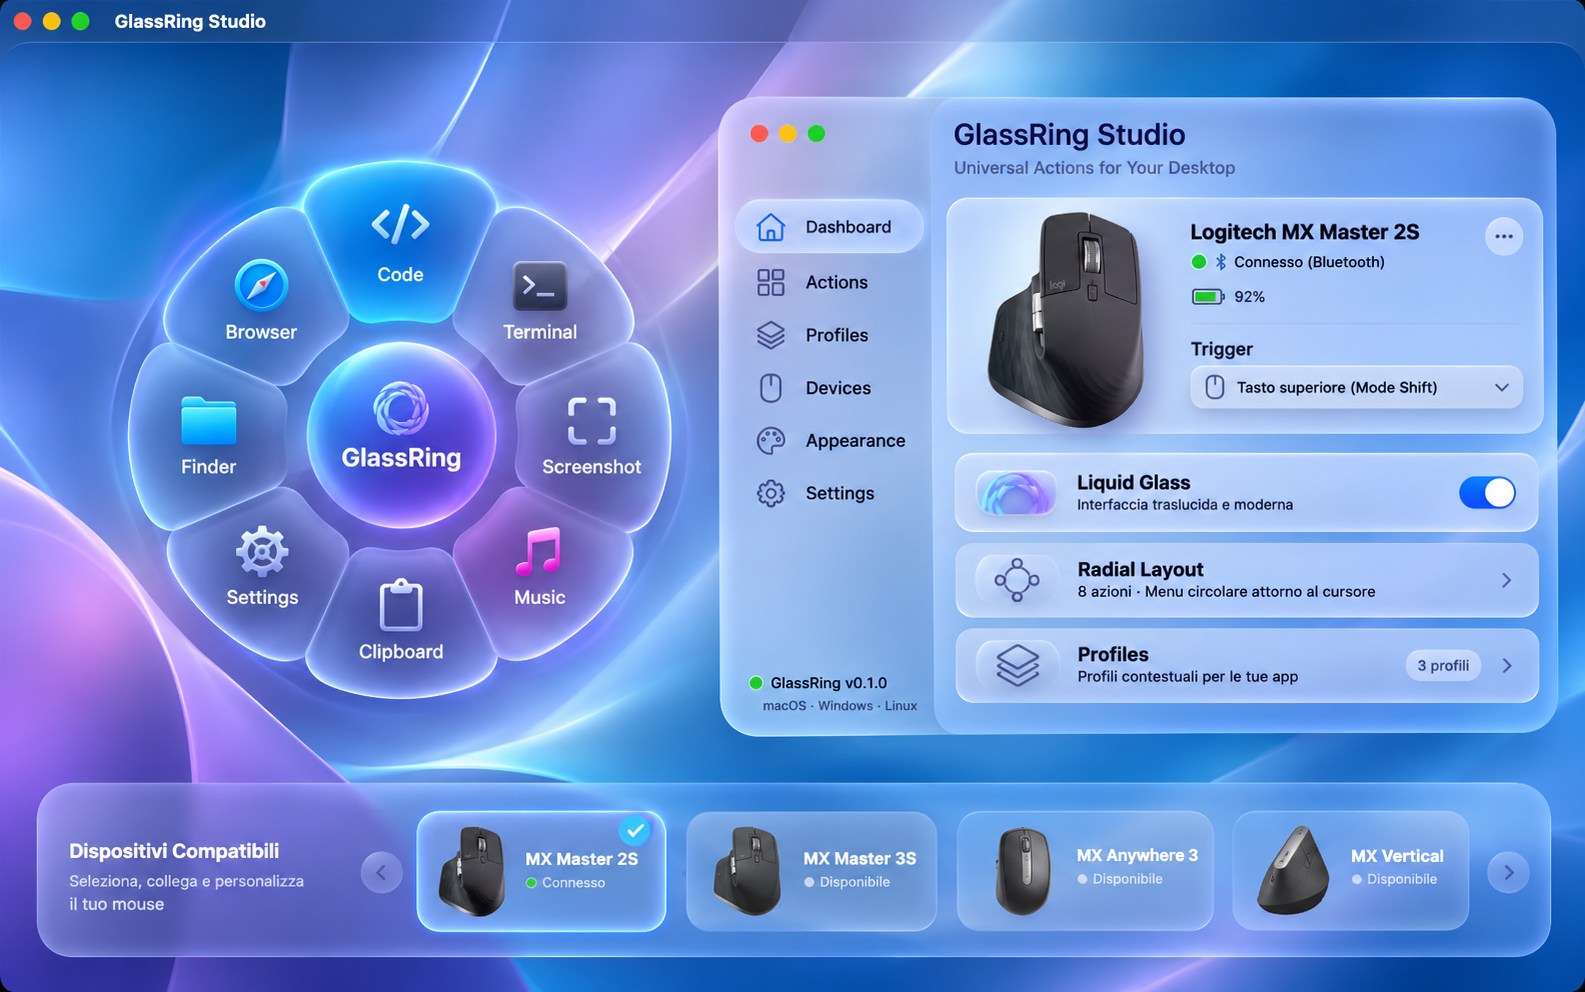 GlassRing Studio
Code
Browser
Terminal
Finder
GlassRing
Screenshot
Settings
Music
Clipboard
GlassRing Studio
Universal Actions for Your Desktop
Dashboard
Actions
Profiles
Devices
Appearance
Settings
GlassRing v0.1.0
macOS · Windows · Linux
logi
Logitech MX Master 2S
Connesso (Bluetooth)
92%
Trigger
Tasto superiore (Mode Shift)
Liquid Glass
Interfaccia traslucida e moderna
Radial Layout
8 azioni · Menu circolare attorno al cursore
Profiles
Profili contestuali per le tue app
3 profili
Dispositivi Compatibili
Seleziona, collega e personalizza
il tuo mouse
MX Master 2S
Connesso
MX Master 3S
Disponibile
MX Anywhere 3
Disponibile
MX Vertical
Disponibile